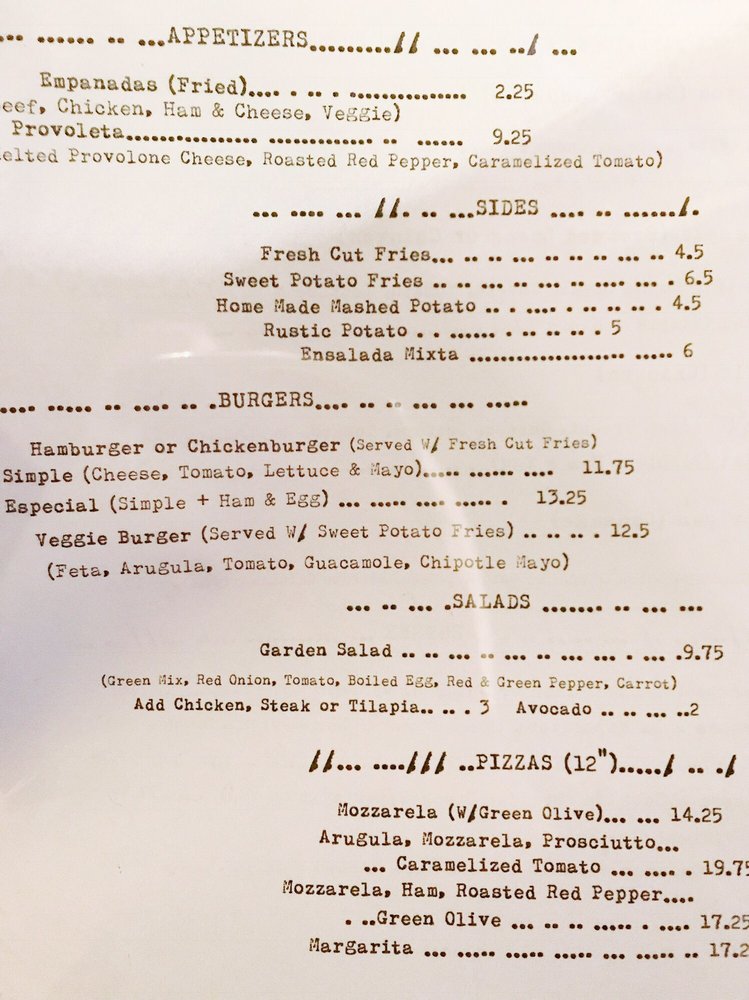 ... ...... .. ...APPETIZERS.........// ... ... ../ ...
Empanadas (Fried).... . .. .. . ............... 2.25
eef, Chicken, Ham & Cheese, Veggie)
Provoleta............... ............. .. ...... 9.25
elted Provolone Cheese, Roasted Red Pepper, Caramelized Tomato)
... .... ... //. .. ...SIDES .... .. ......./.
Fresh Cut Fries... .. ... .. ... .. .. ... .. 4.5
Sweet Potato Fries .. .. ... .. ... .. .... ... . 6.5
Home Made Mashed Potato .. . .... . .. .. .. . 4.5
Rustic Potato . . ...... . .. .. .. . 5
Ensalada Mixta .................... ..... 6
.... ..... .. .... .. .BURGERS.... .. .. ... ... .....
Hamburger or Chickenburger (Served W/ Fresh Cut Fries)
Simple (Cheese, Tomato, Lettuce & Mayo)..... ...... .... 11.75
Especial (Simple + Ham & Egg) ... ..... .... ..... . 13.25
Veggie Burger (Served W/ Sweet Potato Fries) .. .. .. . 12.5
(Feta, Arugula, Tomato, Guacamole, Chipotle Mayo)
... .. ... .SALADS ....... .. ... ...
Garden Salad .. .. ... .. ... .. ... ... . ... .9.75
(Green Mix, Red Onion, Tomato, Boiled Egg, Red & Green Pepper, Carrot)
Add Chicken, Steak or Tilapia.. .. . 3 Avocado .. .. ... ..2
//... ....///  ..PIZZAS (12")...../ .. ./
Mozzarela (W/Green Olive)... ... 14.25
Arugula, Mozzarela, Prosciutto...
... Caramelized Tomato ... .... . 19.75
Mozzarela, Ham, Roasted Red Pepper....
. ..Green Olive ... .. ..... . .... 17.25
Margarita ... ..... ..... ..... ... ..... .. 17.2